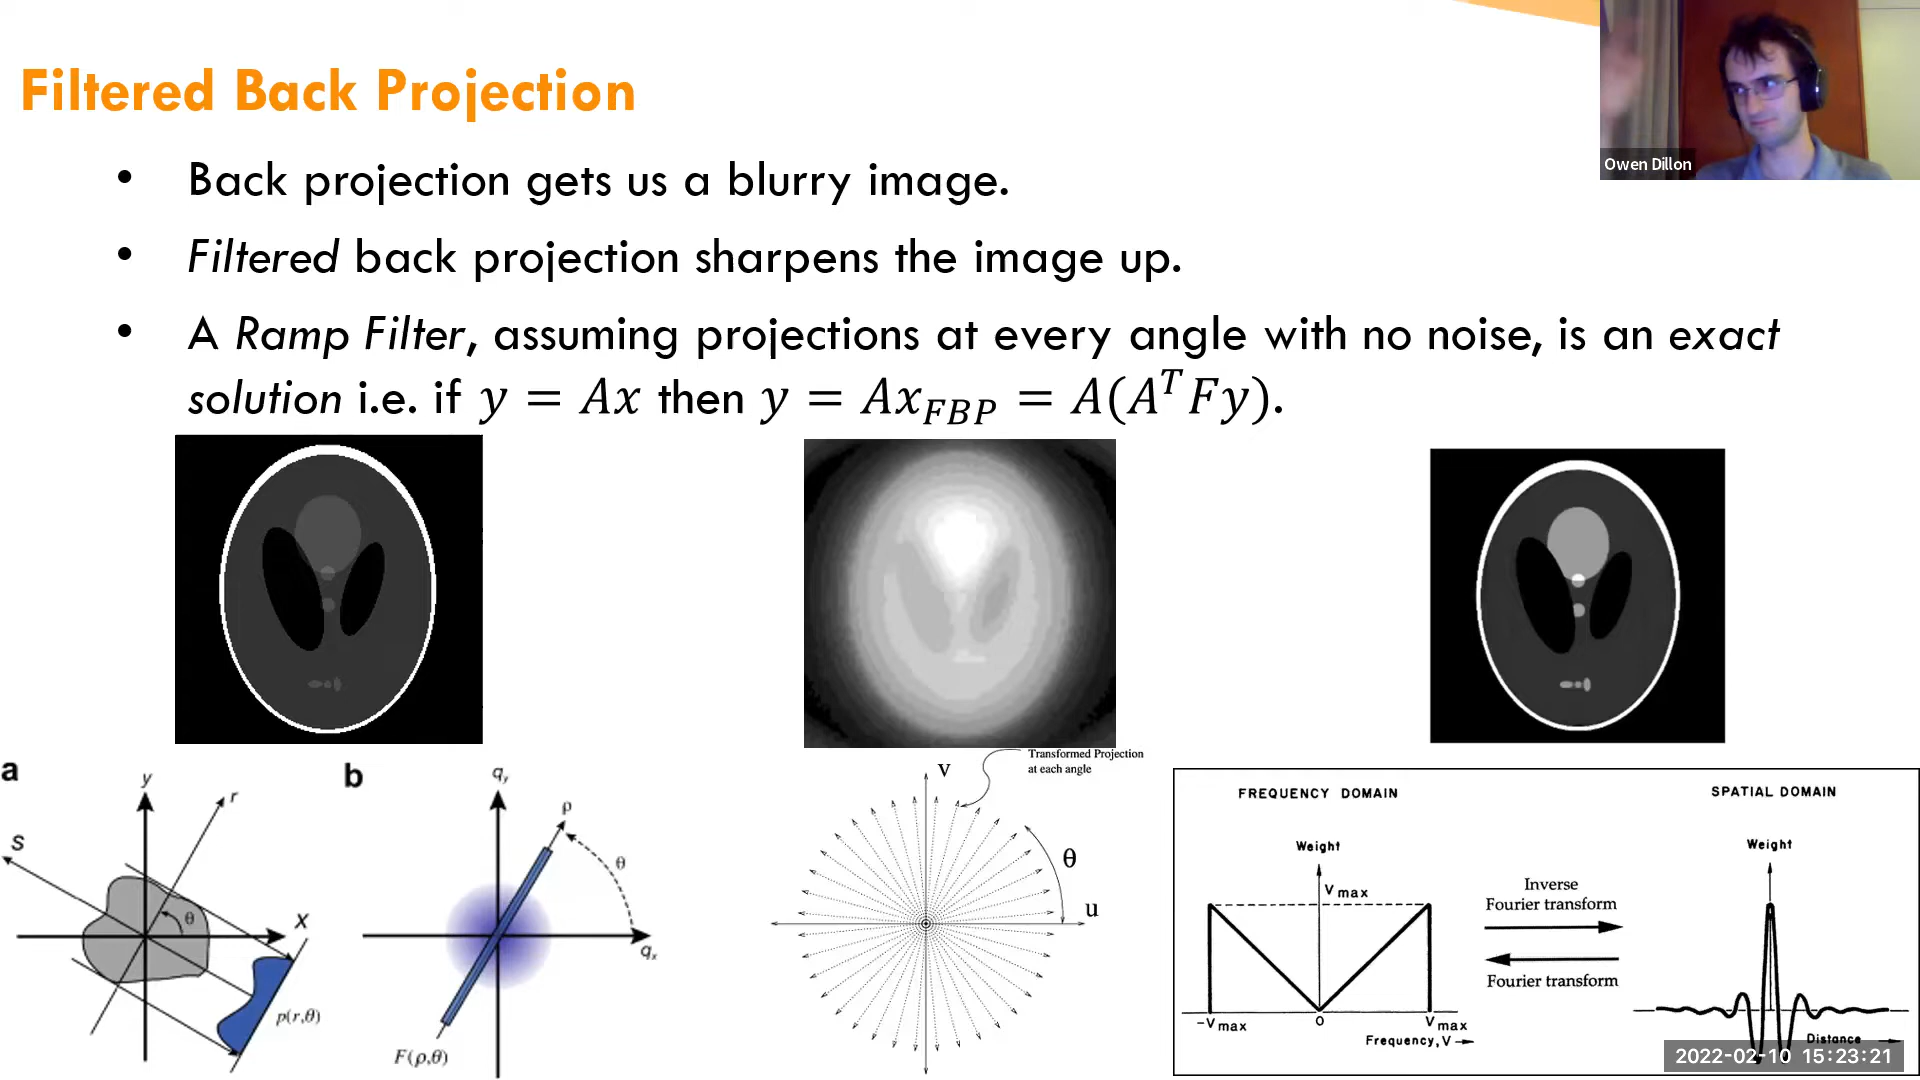 Filtered Back Projection
Owen Dillon
• Back projection gets us a blurry image.
• Filtered back projection sharpens the image up.
• A Ramp Filter, assuming projections at every angle with no noise, is an exact
solution i.e. if y = Ax then y = Ax_{FBP} = A(A^T Fy).
a
y
r
s
θ
x
p(r,θ)
b
q_y
ρ
θ
q_x
F(ρ,θ)
Transformed Projection
at each angle
v
θ
u
FREQUENCY DOMAIN
SPATIAL DOMAIN
Weight
Weight
V max
Inverse
Fourier transform
Fourier transform
-V max
0
V max
Frequency, V
Distance
2022-02-10 15:23:21